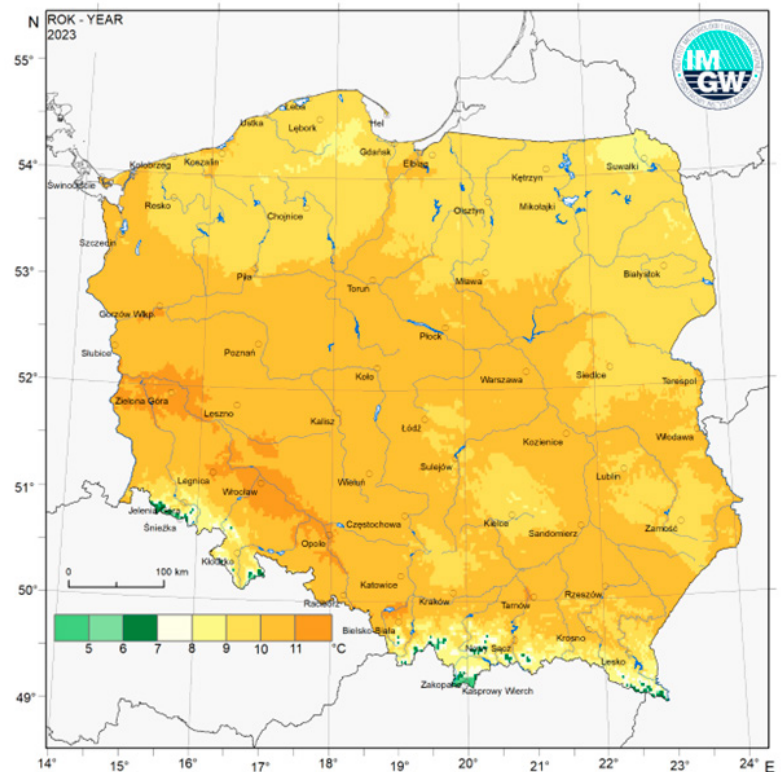 N
ROK - YEAR
2023
IM
GW
55°
54°
53°
52°
51°
50°
49°
Łeba
Ustka
Lębork
Hel
Gdańsk
Elbląg
Kołobrzeg
Koszalin
Świnoujście
Resko
Chojnice
Olsztyn
Kętrzyn
Mikołajki
Suwałki
Szczecin
Piła
Toruń
Mława
Białystok
Gorzów Wlkp.
Słubice
Poznań
Koło
Płock
Warszawa
Siedlce
Terespol
Zielona Góra
Leszno
Kalisz
Łódź
Kozienice
Włodawa
Legnica
Wrocław
Wieluń
Sulejów
Lublin
Jelenia Góra
Śnieżka
Kłodzko
Opole
Częstochowa
Kielce
Sandomierz
Zamość
Katowice
Racibórz
Kraków
Tarnów
Rzeszów
Bielsko-Biała
Nowy Sącz
Krosno
Lesko
Zakopane
Kasprowy Wierch
0 100 km
5 6 7 8 9 10 11 °C
14° 15° 16° 17° 18° 19° 20° 21° 22° 23° 24° E